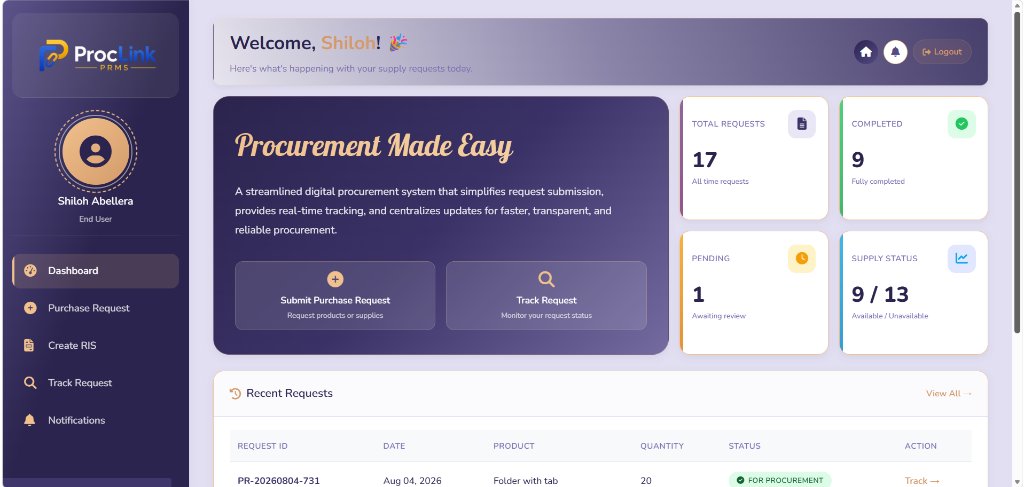 ProcLink
PRMS
Shiloh Abellera
End User
Dashboard
Purchase Request
Create RIS
Track Request
Notifications
Welcome, Shiloh!
Here's what's happening with your supply requests today.
Logout
Procurement Made Easy
A streamlined digital procurement system that simplifies request submission,
provides real-time tracking, and centralizes updates for faster, transparent, and
reliable procurement.
Submit Purchase Request
Request products or supplies
Track Request
Monitor your request status
TOTAL REQUESTS
17
All time requests
COMPLETED
9
Fully completed
PENDING
1
Awaiting review
SUPPLY STATUS
9 / 13
Available / Unavailable
Recent Requests
View All →
REQUEST ID DATE PRODUCT QUANTITY STATUS ACTION
PR-20260804-731 Aug 04, 2026 Folder with tab 20 FOR PROCUREMENT Track →